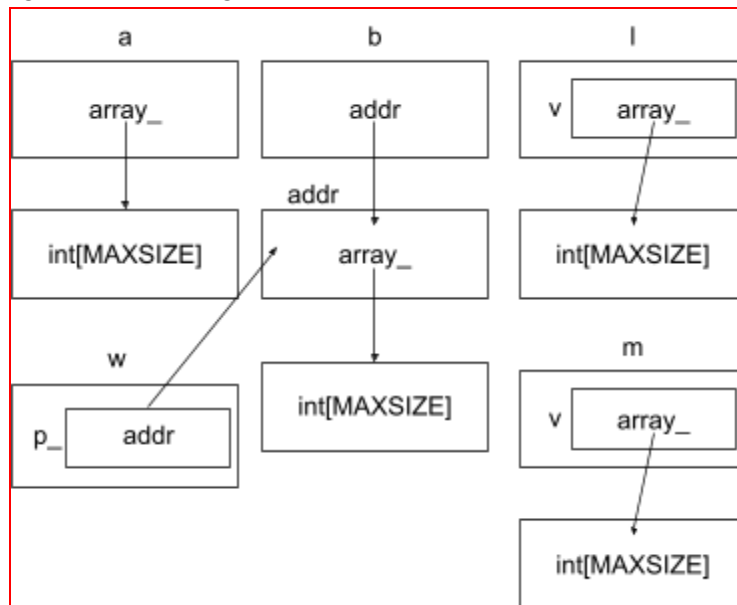 a b l
array_ addr v array_
addr
int[MAXSIZE] array_ int[MAXSIZE]
w m
int[MAXSIZE]
p_ addr v array_
int[MAXSIZE]